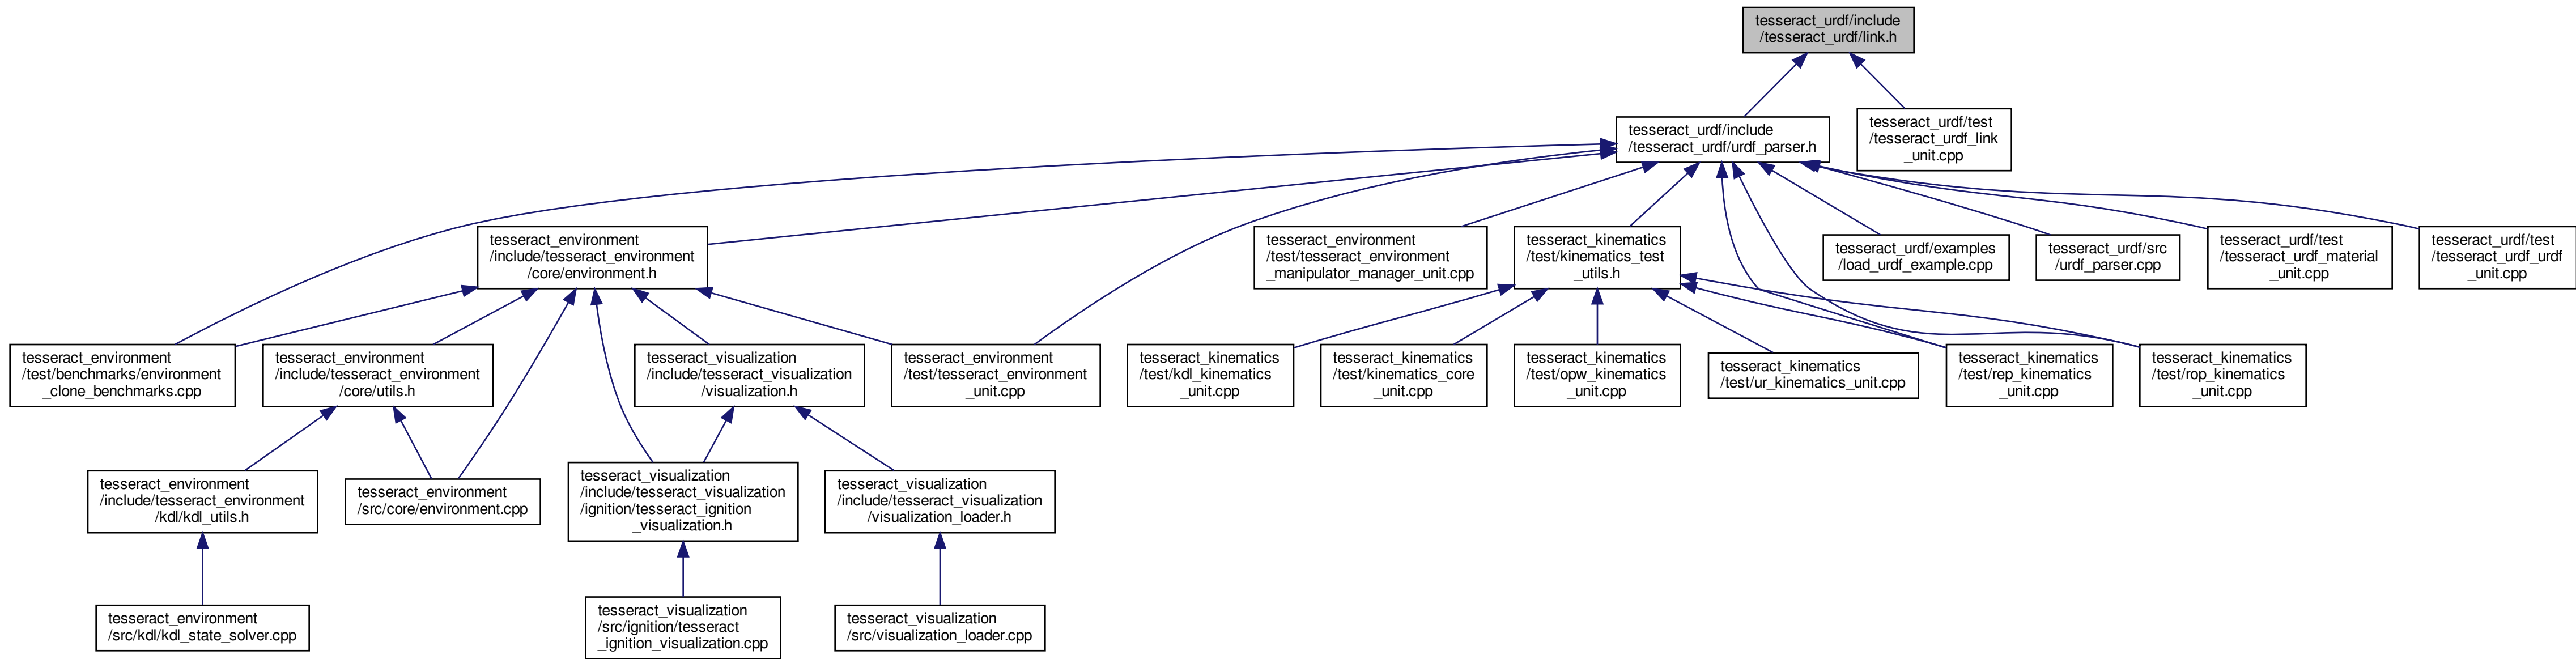 tesseract_urdf/include
/tesseract_urdf/link.h
tesseract_urdf/include
/tesseract_urdf/urdf_parser.h
tesseract_urdf/test
/tesseract_urdf_link
_unit.cpp
tesseract_environment
/include/tesseract_environment
/core/environment.h
tesseract_environment
/test/tesseract_environment
_manipulator_manager_unit.cpp
tesseract_kinematics
/test/kinematics_test
_utils.h
tesseract_urdf/examples
/load_urdf_example.cpp
tesseract_urdf/src
/urdf_parser.cpp
tesseract_urdf/test
/tesseract_urdf_material
_unit.cpp
tesseract_urdf/test
/tesseract_urdf_urdf
_unit.cpp
tesseract_environment
/test/benchmarks/environment
_clone_benchmarks.cpp
tesseract_environment
/include/tesseract_environment
/core/utils.h
tesseract_visualization
/include/tesseract_visualization
/visualization.h
tesseract_environment
/test/tesseract_environment
_unit.cpp
tesseract_kinematics
/test/kdl_kinematics
_unit.cpp
tesseract_kinematics
/test/kinematics_core
_unit.cpp
tesseract_kinematics
/test/opw_kinematics
_unit.cpp
tesseract_kinematics
/test/ur_kinematics_unit.cpp
tesseract_kinematics
/test/rep_kinematics
_unit.cpp
tesseract_kinematics
/test/rop_kinematics
_unit.cpp
tesseract_environment
/include/tesseract_environment
/kdl/kdl_utils.h
tesseract_environment
/src/core/environment.cpp
tesseract_visualization
/include/tesseract_visualization
/ignition/tesseract_ignition
_visualization.h
tesseract_visualization
/include/tesseract_visualization
/visualization_loader.h
tesseract_environment
/src/kdl/kdl_state_solver.cpp
tesseract_visualization
/src/ignition/tesseract
_ignition_visualization.cpp
tesseract_visualization
/src/visualization_loader.cpp